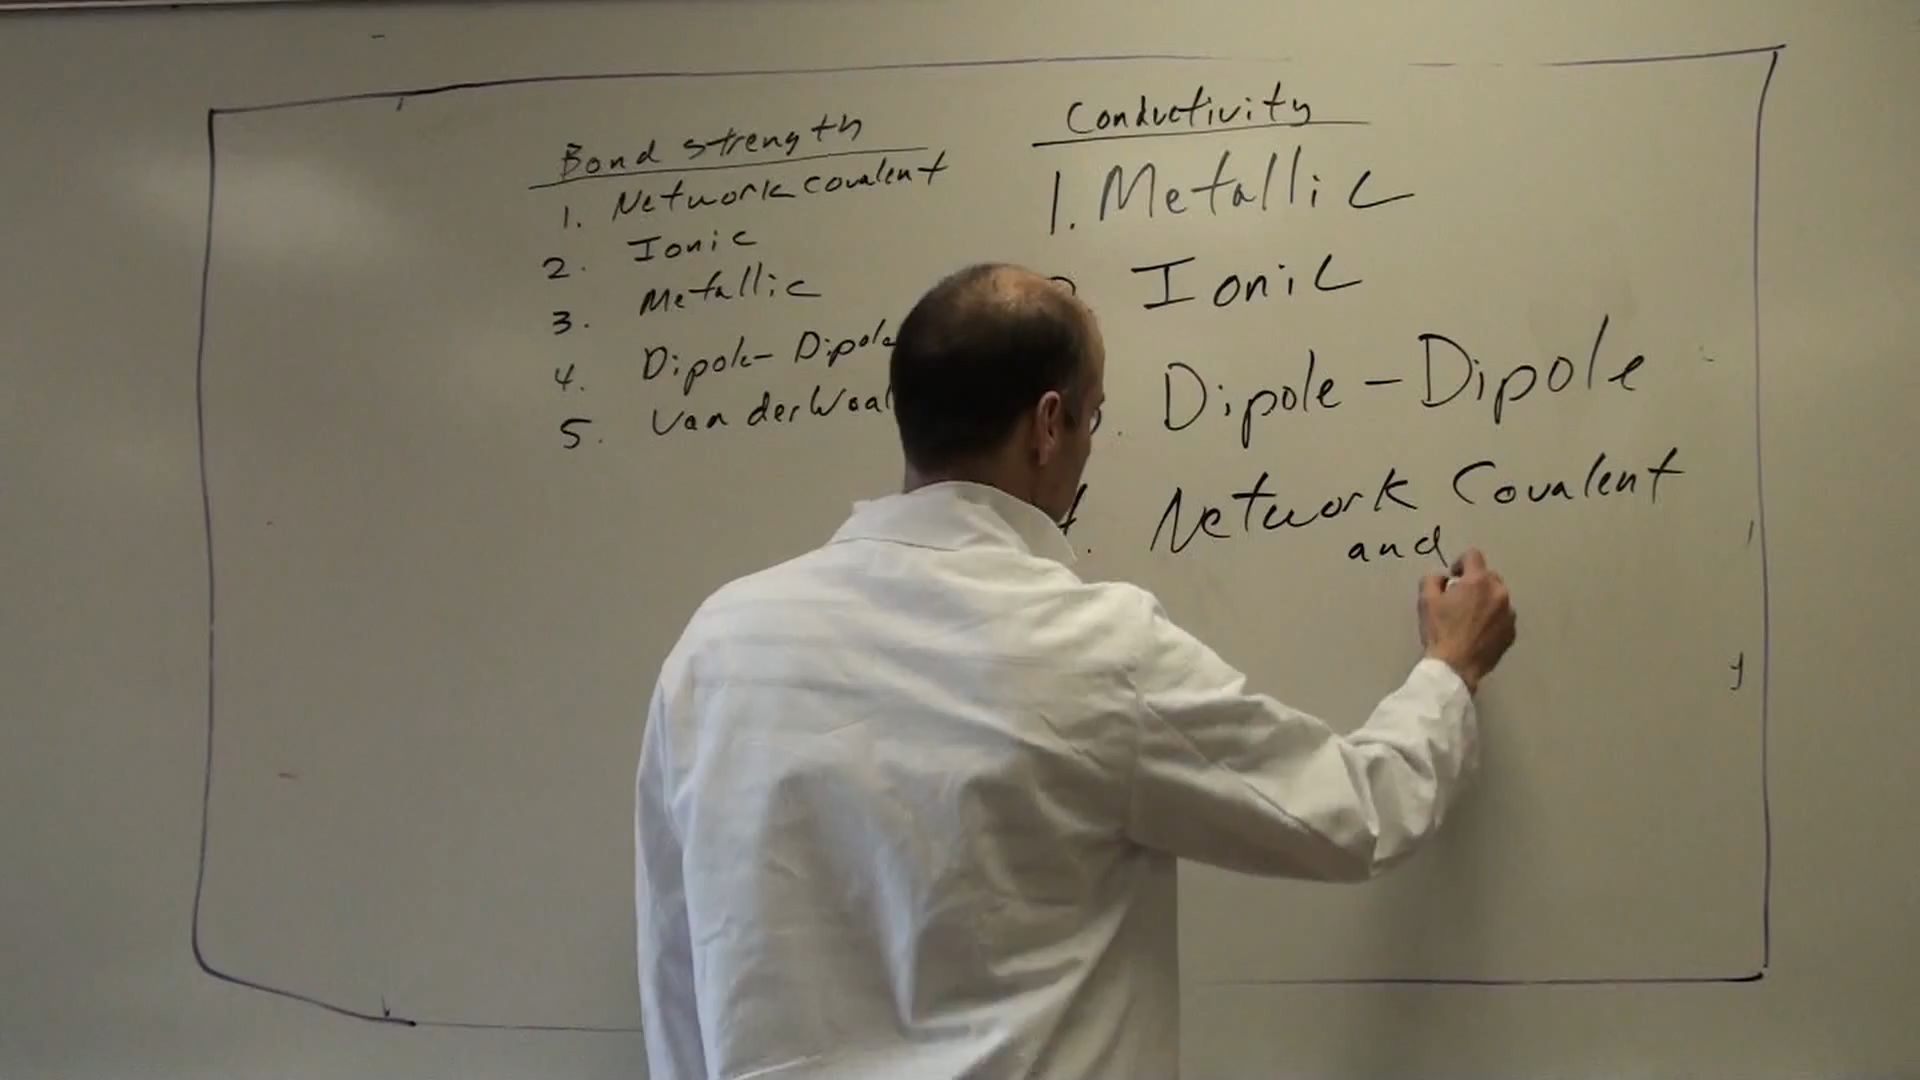 Bond strength
1. Network Covalent
2. Ionic
3. Metallic
4. Dipole-Dipole
5. Van der Waal
Conductivity
1. Metallic
Ionic
Dipole-Dipole
Network Covalent
and